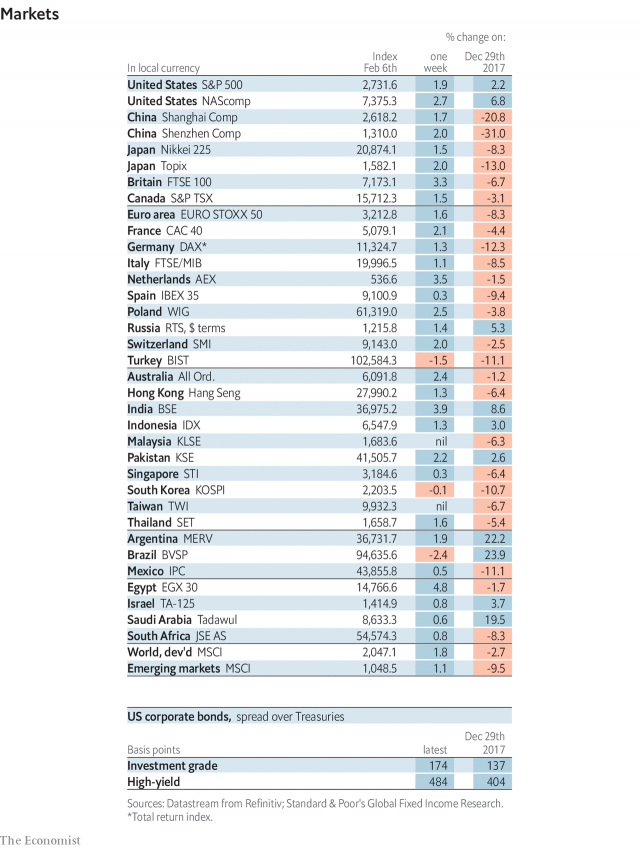 Markets
% change on:
Index one Dec 29th
In local currency Feb 6th week 2017
United States S&P 500 2,731.6 1.9 2.2
United States NAScomp 7,375.3 2.7 6.8
China Shanghai Comp 2,618.2 1.7 -20.8
China Shenzhen Comp 1,310.0 2.0 -31.0
Japan Nikkei 225 20,874.1 1.5 -8.3
Japan Topix 1,582.1 2.0 -13.0
Britain FTSE 100 7,173.1 3.3 -6.7
Canada S&P TSX 15,712.3 1.5 -3.1
Euro area EURO STOXX 50 3,212.8 1.6 -8.3
France CAC 40 5,079.1 2.1 -4.4
Germany DAX* 11,324.7 1.3 -12.3
Italy FTSE/MIB 19,996.5 1.1 -8.5
Netherlands AEX 536.6 3.5 -1.5
Spain IBEX 35 9,100.9 0.3 -9.4
Poland WIG 61,319.0 2.5 -3.8
Russia RTS, $ terms 1,215.8 1.4 5.3
Switzerland SMI 9,143.0 2.0 -2.5
Turkey BIST 102,584.3 -1.5 -11.1
Australia All Ord. 6,091.8 2.4 -1.2
Hong Kong Hang Seng 27,990.2 1.3 -6.4
India BSE 36,975.2 3.9 8.6
Indonesia IDX 6,547.9 1.3 3.0
Malaysia KLSE 1,683.6 nil -6.3
Pakistan KSE 41,505.7 2.2 2.6
Singapore STI 3,184.6 0.3 -6.4
South Korea KOSPI 2,203.5 -0.1 -10.7
Taiwan TWI 9,932.3 nil -6.7
Thailand SET 1,658.7 1.6 -5.4
Argentina MERV 36,731.7 1.9 22.2
Brazil BVSP 94,635.6 -2.4 23.9
Mexico IPC 43,855.8 0.5 -11.1
Egypt EGX 30 14,766.6 4.8 -1.7
Israel TA-125 1,414.9 0.8 3.7
Saudi Arabia Tadawul 8,633.3 0.6 19.5
South Africa JSE AS 54,574.3 0.8 -8.3
World, dev'd MSCI 2,047.1 1.8 -2.7
Emerging markets MSCI 1,048.5 1.1 -9.5
US corporate bonds, spread over Treasuries
Dec 29th
Basis points latest 2017
Investment grade 174 137
High-yield 484 404
Sources: Datastream from Refinitiv; Standard & Poor's Global Fixed Income Research.
*Total return index.
The Economist